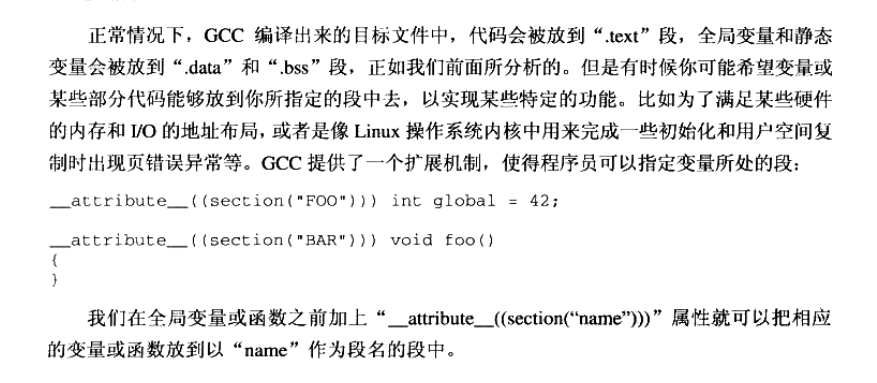 正常情况下，GCC 编译出来的目标文件中，代码会被放到“.text”段，全局变量和静态
变量会被放到“.data”和“.bss”段，正如我们前面所分析的。但是有时候你可能希望变量或
某些部分代码能够放到你所指定的段中去，以实现某些特定的功能。比如为了满足某些硬件
的内存和 I/O 的地址布局，或者是像 Linux 操作系统内核中用来完成一些初始化和用户空间复
制时出现页错误异常等。GCC 提供了一个扩展机制，使得程序员可以指定变量所处的段：
__attribute__((section("FOO"))) int global = 42;
__attribute__((section("BAR"))) void foo()
{
}
我们在全局变量或函数之前加上“__attribute__((section(“name”)))”属性就可以把相应
的变量或函数放到以“name”作为段名的段中。